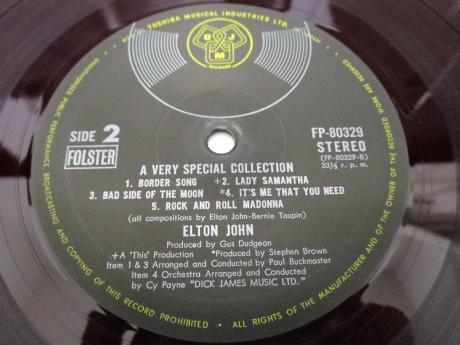 TOSHIBA MUSICAL INDUSTRIES LTD.
DJM
RECORDS
SIDE 2
FOLSTER
FP-80329
STEREO
(FP-80329-B)
33⅓ r. p. m.
A VERY SPECIAL COLLECTION
1. BORDER SONG +2. LADY SAMANTHA
3. BAD SIDE OF THE MOON *4. IT'S ME THAT YOU NEED
5. ROCK AND ROLL MADONNA
(all compositions by Elton John-Bernie Taupin)
ELTON JOHN
Produced by Gus Dudgeon
+A 'This' Production *Produced by Stephen Brown
Item 1 & 3 Arranged and Conducted by Paul Buckmaster
Item 4 Orchestra Arranged and Conducted
by Cy Payne "DICK JAMES MUSIC LTD."
UNAUTHORIZED PUBLIC PERFORMANCE BROADCASTING AND COPYING OF THIS RECORD PROHIBITED • ALL RIGHTS OF THE MANUFACTURER AND OF THE OWNER OF THE RECORDED WORK ARE RESERVED